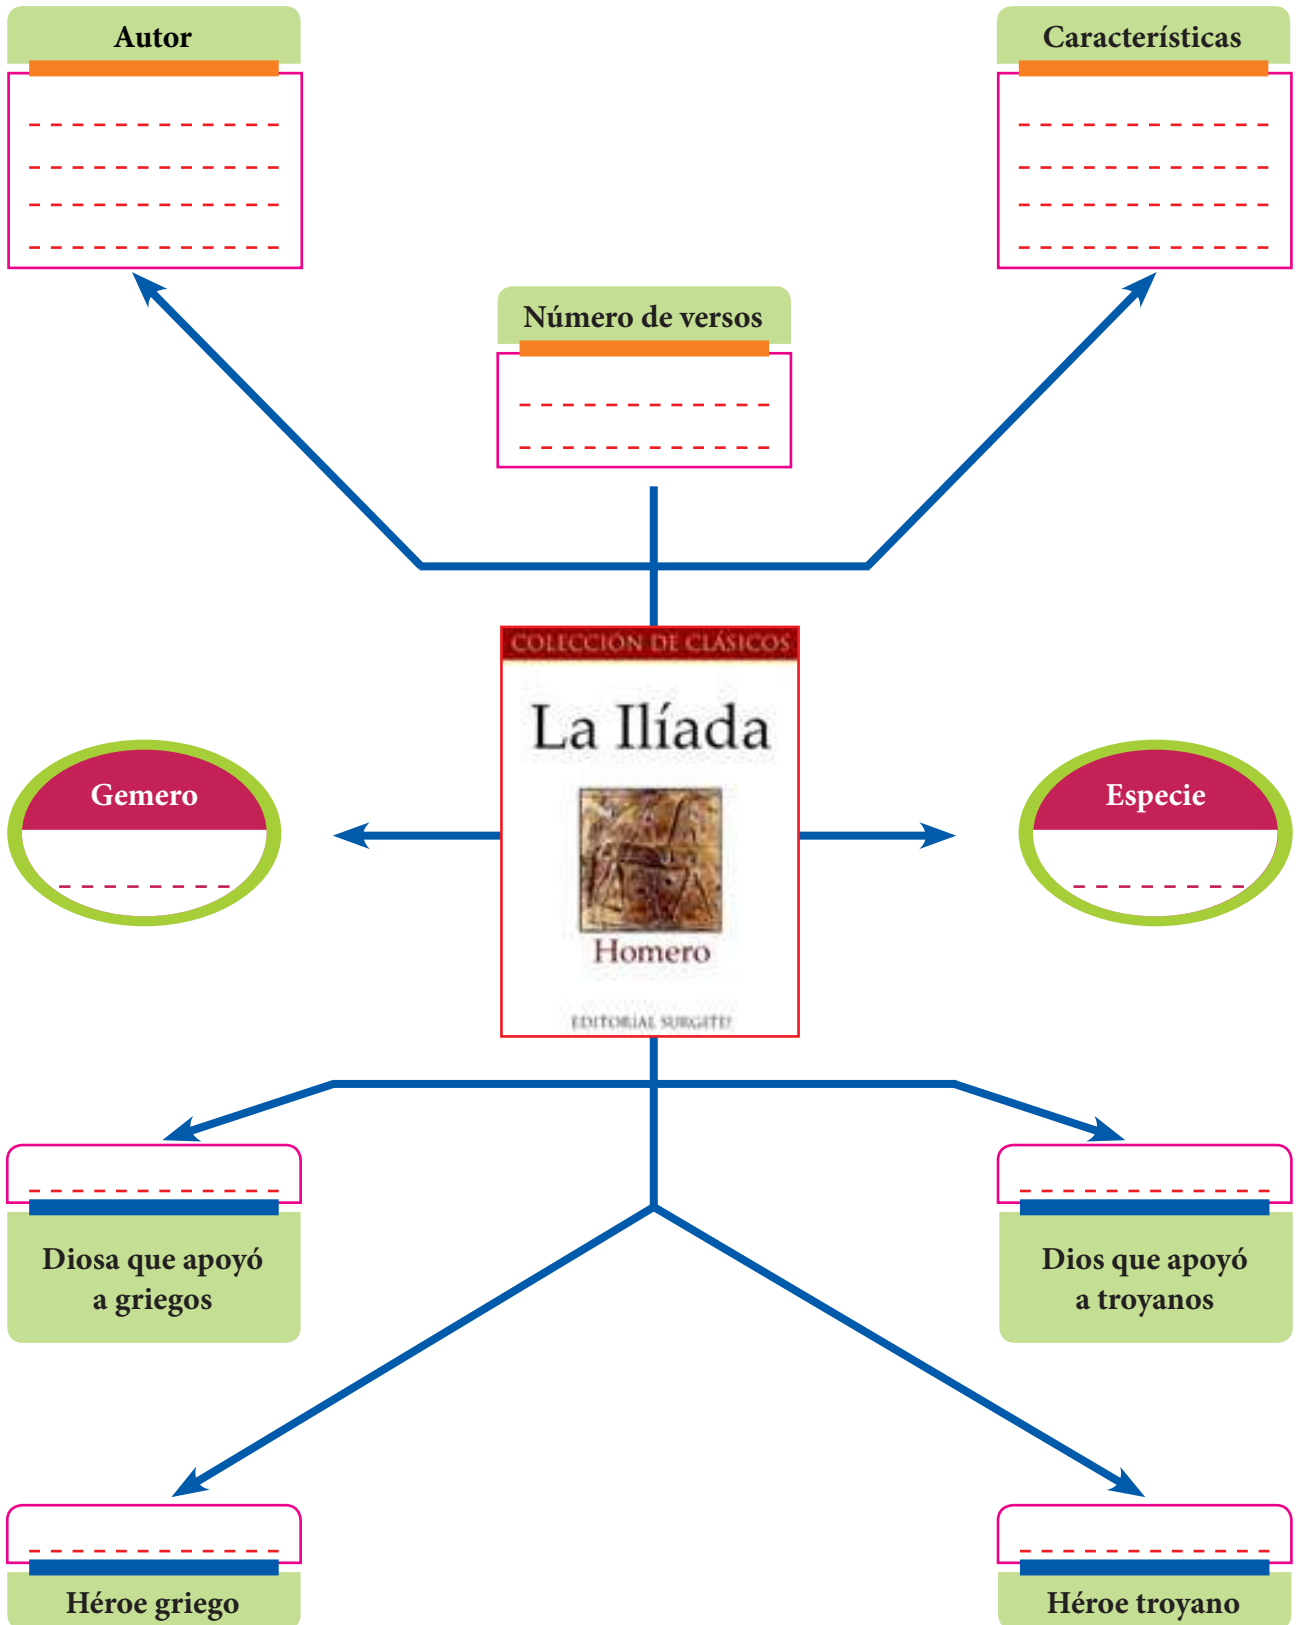 Autor
Características
Número de versos
COLECCIÓN DE CLÁSICOS
La Ilíada
Homero
EDITORIAL
Gemero
Especie
Diosa que apoyó
a griegos
Dios que apoyó
a troyanos
Héroe griego
Héroe troyano